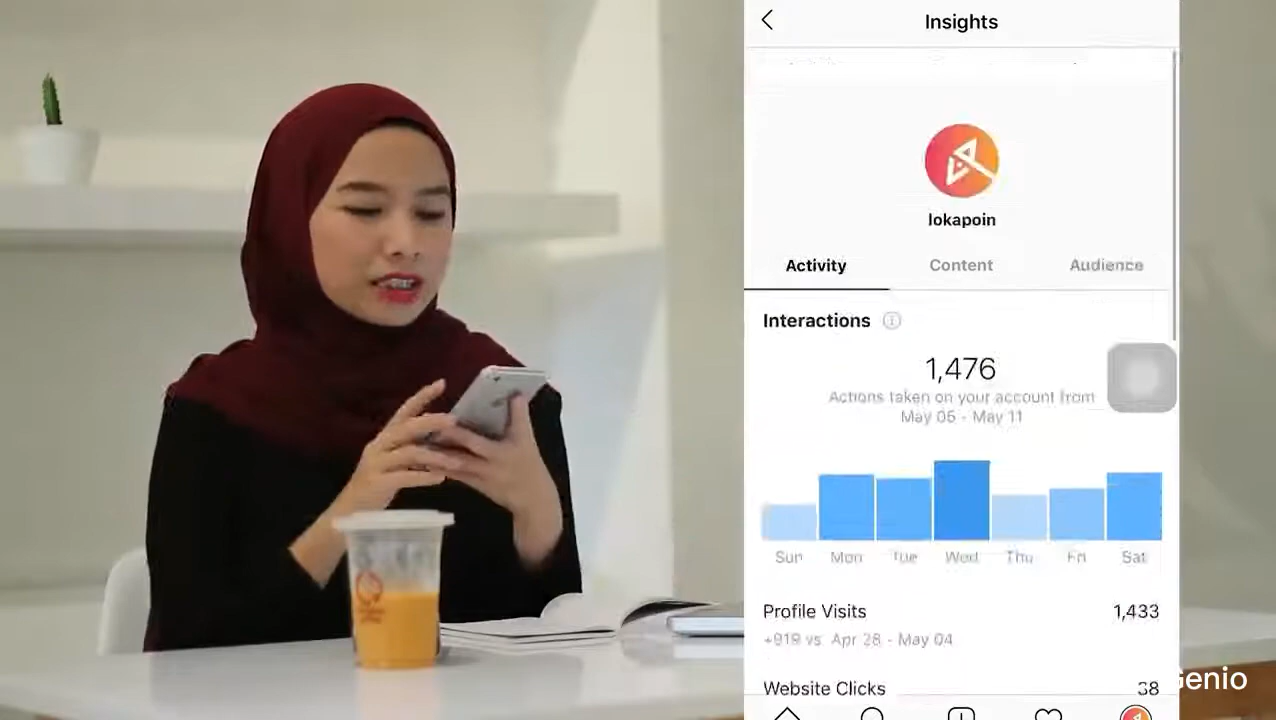 Insights
lokapoin
Activity Content Audience
Interactions
1,476
Actions taken on your account from
May 05 - May 11
Sun Mon Tue Wed Thu Fri Sat
Profile Visits 1,433
+919 vs Apr 28 - May 04
Website Clicks 38
Genio